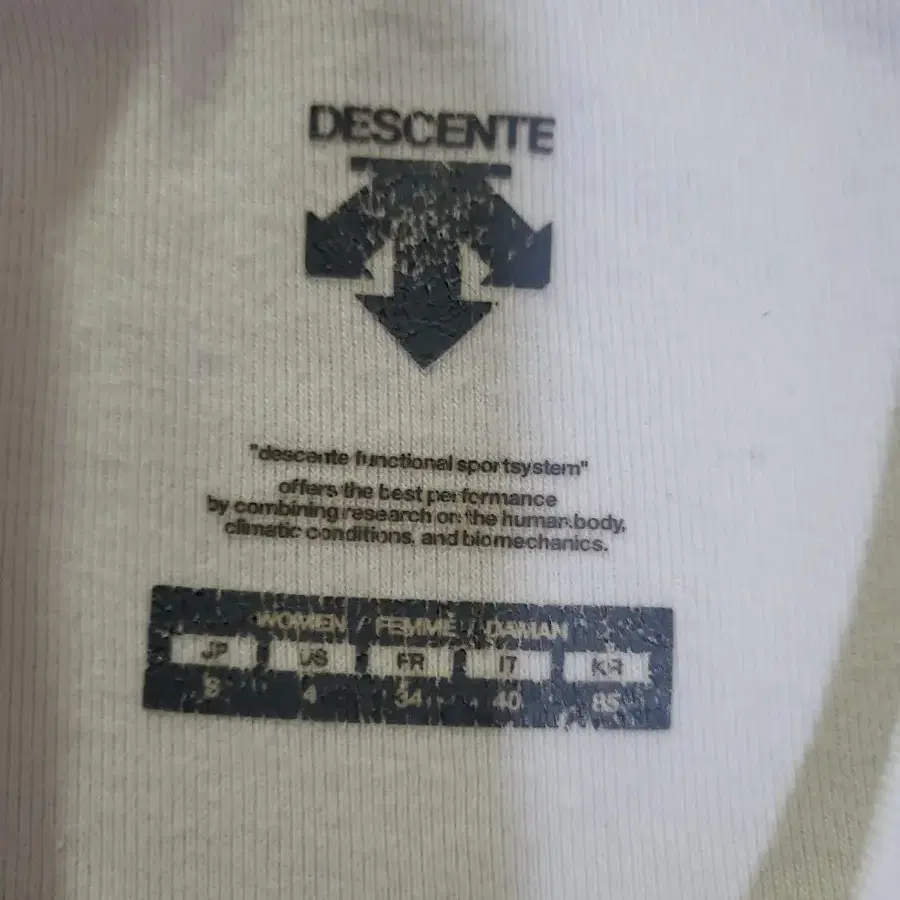 DESCENTE
"descente functional sportsystem"
offers the best performance
by combining research on the human body,
climatic conditions, and biomechanics.
WOMEN / FEMME / DAMAN
JP US FR IT KR
9 4 34 40 85